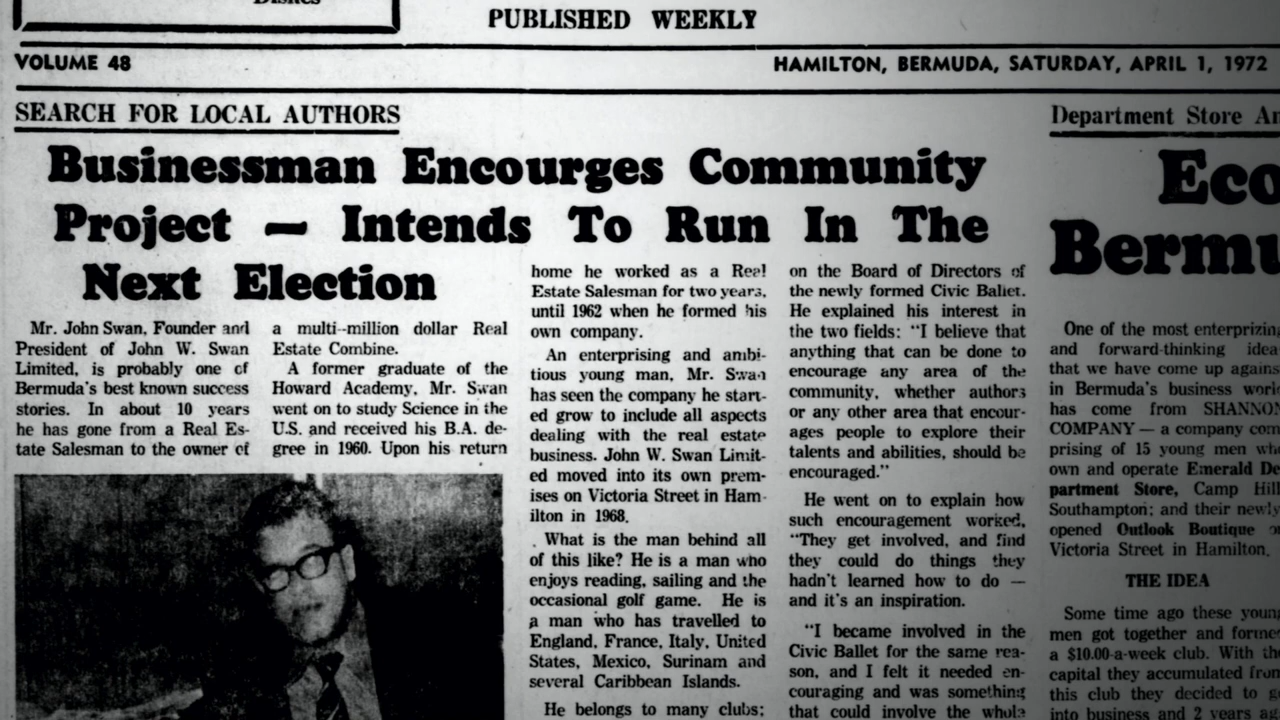 PUBLISHED WEEKLY
VOLUME 48
HAMILTON, BERMUDA, SATURDAY, APRIL 1, 1972
SEARCH FOR LOCAL AUTHORS
Businessman Encourges Community
Project — Intends To Run In The
Next Election
Mr. John Swan, Founder and
President of John W. Swan
Limited, is probably one of
Bermuda's best known success
stories. In about 10 years
he has gone from a Real Es-
tate Salesman to the owner of
a multi--million dollar Real
Estate Combine.
A former graduate of the
Howard Academy, Mr. Swan
went on to study Science in the
U.S. and received his B.A. de-
gree in 1960. Upon his return
home he worked as a Real
Estate Salesman for two years,
until 1962 when he formed his
own company.
An enterprising and ambi-
tious young man, Mr. Swan
has seen the company he start-
ed grow to include all aspects
dealing with the real estate
business. John W. Swan Limit-
ed moved into its own prem-
ises on Victoria Street in Ham-
ilton in 1968.
What is the man behind all
of this like? He is a man who
enjoys reading, sailing and the
occasional golf game. He is
a man who has travelled to
England, France, Italy, United
States, Mexico, Surinam and
several Caribbean Islands.
He belongs to many clubs;
on the Board of Directors of
the newly formed Civic Ballet.
He explained his interest in
the two fields: "I believe that
anything that can be done to
encourage any area of the
community, whether authors
or any other area that encour-
ages people to explore their
talents and abilities, should be
encouraged."
He went on to explain how
such encouragement worked,
"They get involved, and find
they could do things they
hadn't learned how to do —
and it's an inspiration.
"I became involved in the
Civic Ballet for the same rea-
son, and I felt it needed en-
couraging and was something
that could involve the whole
Department Store
Eco
Bermu
One of the most enterprizin
and forward-thinking idea
that we have come up agains
in Bermuda's business worl
has come from SHANNON
COMPANY — a company com
prising of 15 young men who
own and operate Emerald De
partment Store, Camp Hill
Southampton; and their newly
opened Outlook Boutique
Victoria Street in Hamilton.
THE IDEA
Some time ago these young
men got together and forme
a $10.00-a-week club. With th
capital they accumulated from
this club they decided to
into business and 2 years